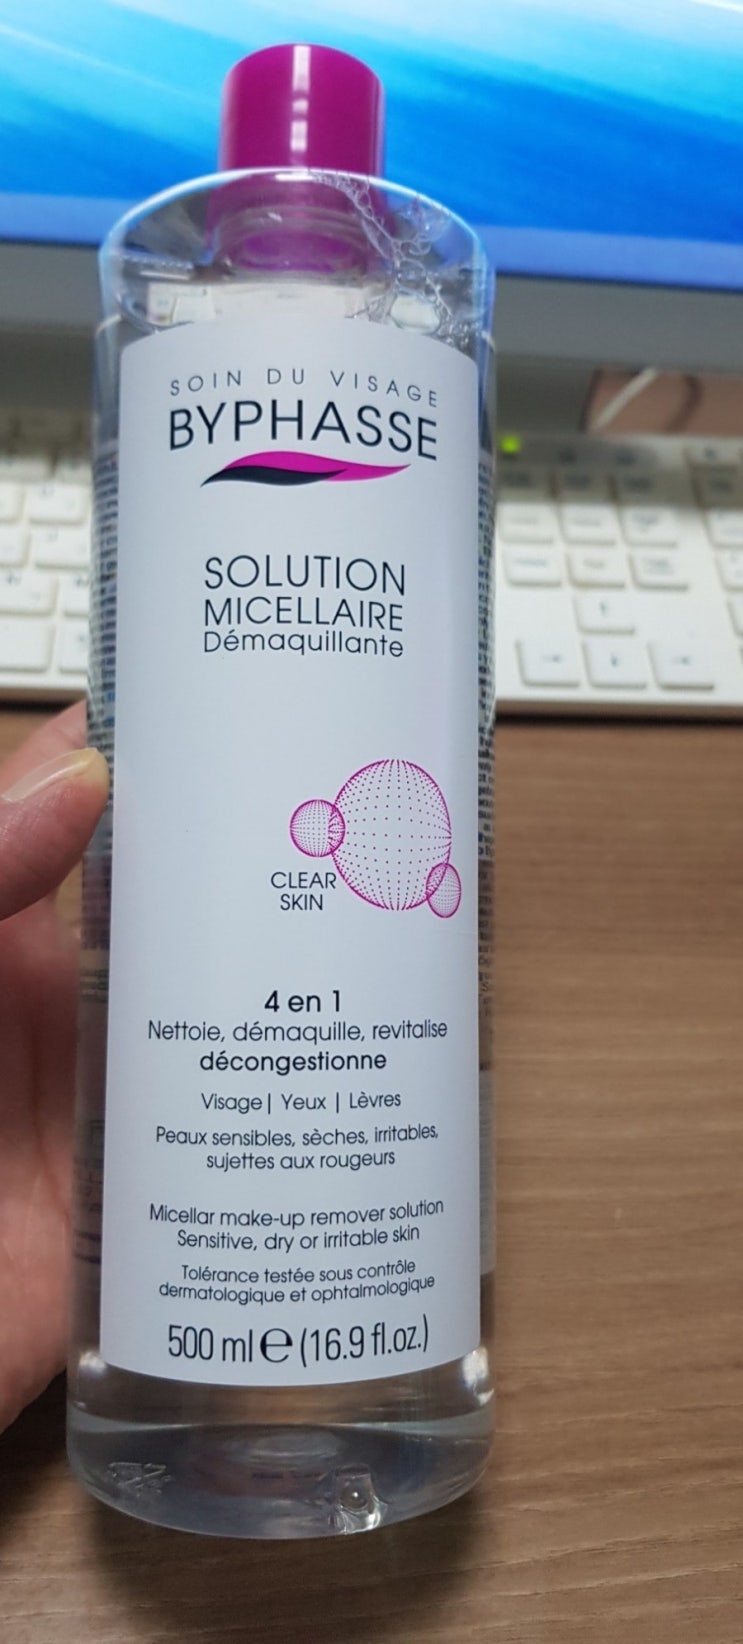 SOIN DU VISAGE
BYPHASSE
SOLUTION
MICELLAIRE
Démaquillante
CLEAR
SKIN
4 en 1
Nettoie, démaquille, revitalise
décongestionne
Visage | Yeux | Lèvres
Peaux sensibles, sèches, irritables,
sujettes aux rougeurs
Micellar make-up remover solution
Sensitive, dry or irritable skin
Tolérance testée sous contrôle
dermatologique et ophtalmologique
500 ml e (16.9 fl.oz.)